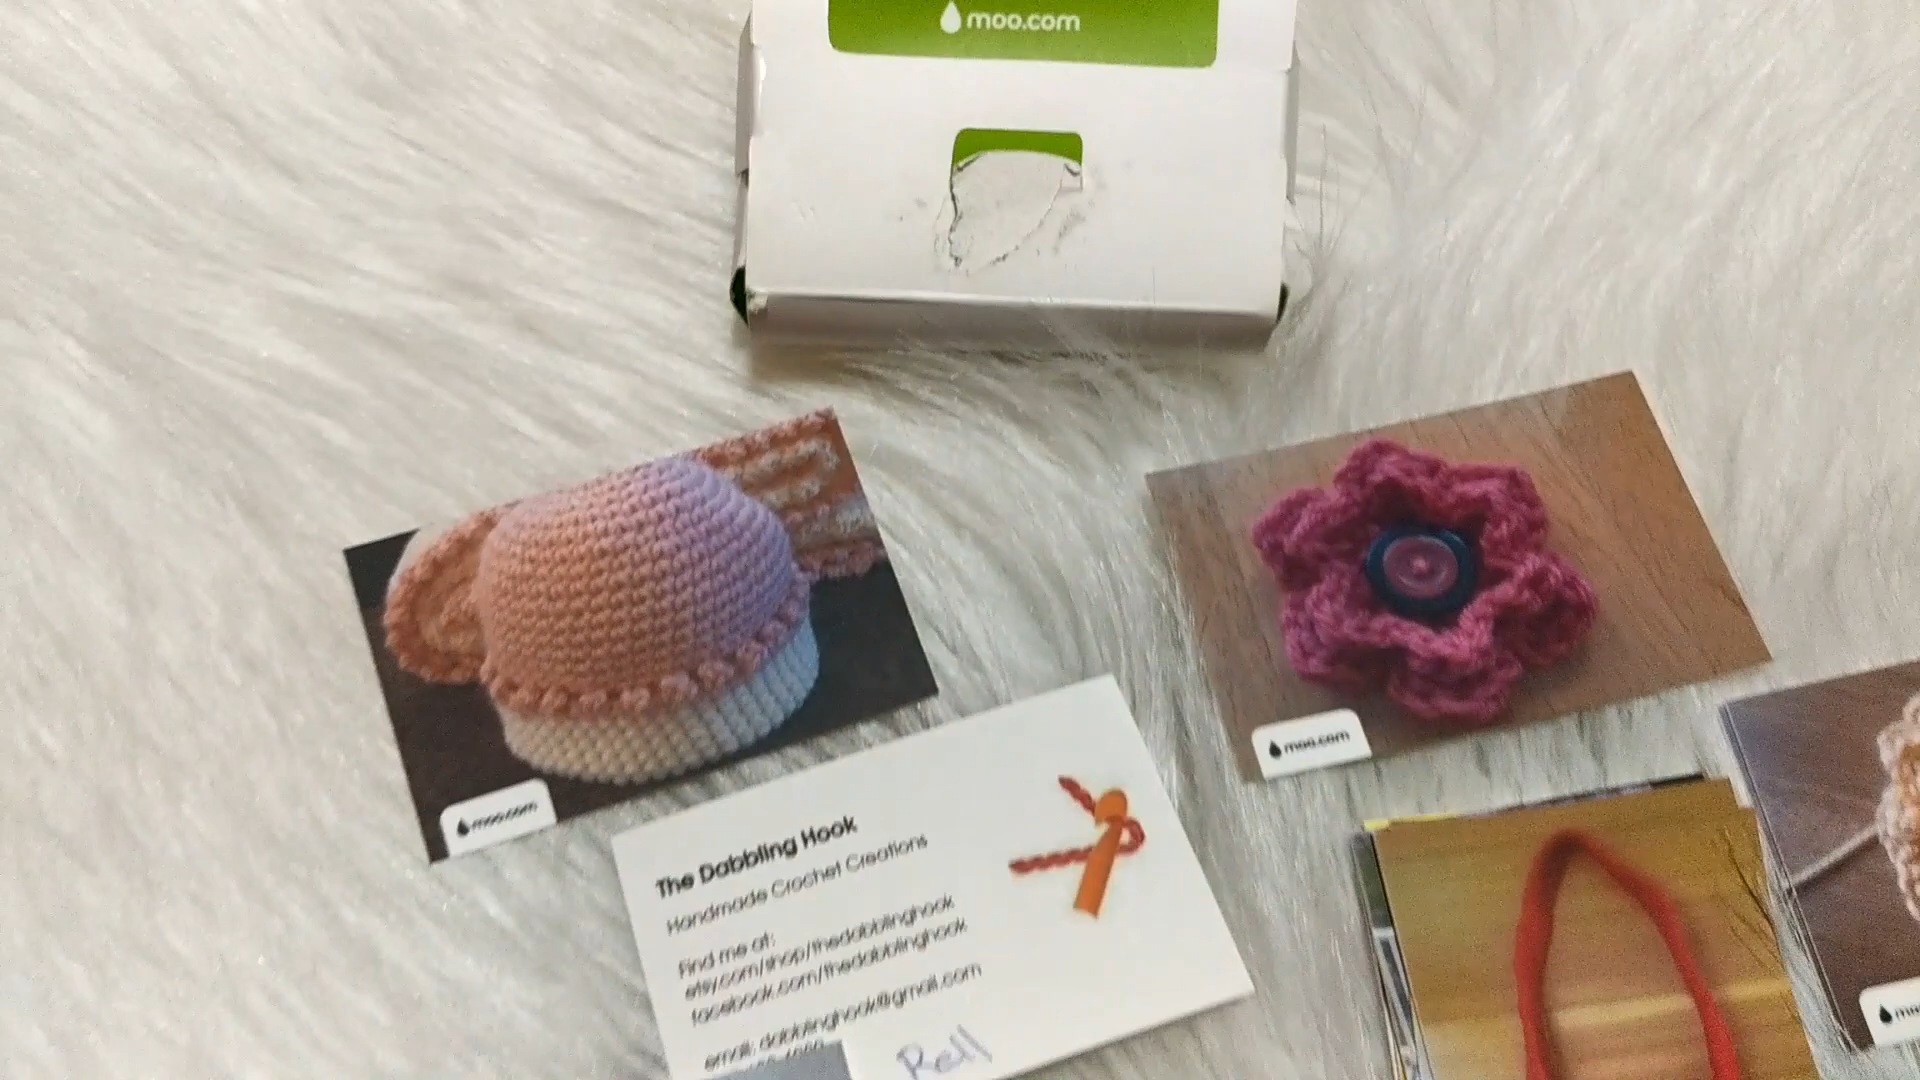 moo.com
moo.com
moo.com
The Dabbling Hook
Handmade Crochet Creations
Find me at:
etsy.com/shop/thedabblinghook
facebook.com/thedabblinghook
email: dabblinghook@gmail.com
Rell